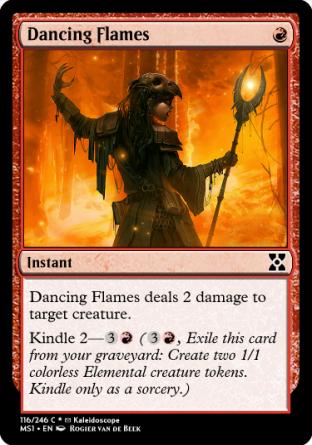 Dancing Flames
Instant
Dancing Flames deals 2 damage to
target creature.
Kindle 2—3 ( 3 , Exile this card
from your graveyard: Create two 1/1
colorless Elemental creature tokens.
Kindle only as a sorcery.)
116/246 C * Kaleidoscope
MS1 • EN Rogier van de Beek